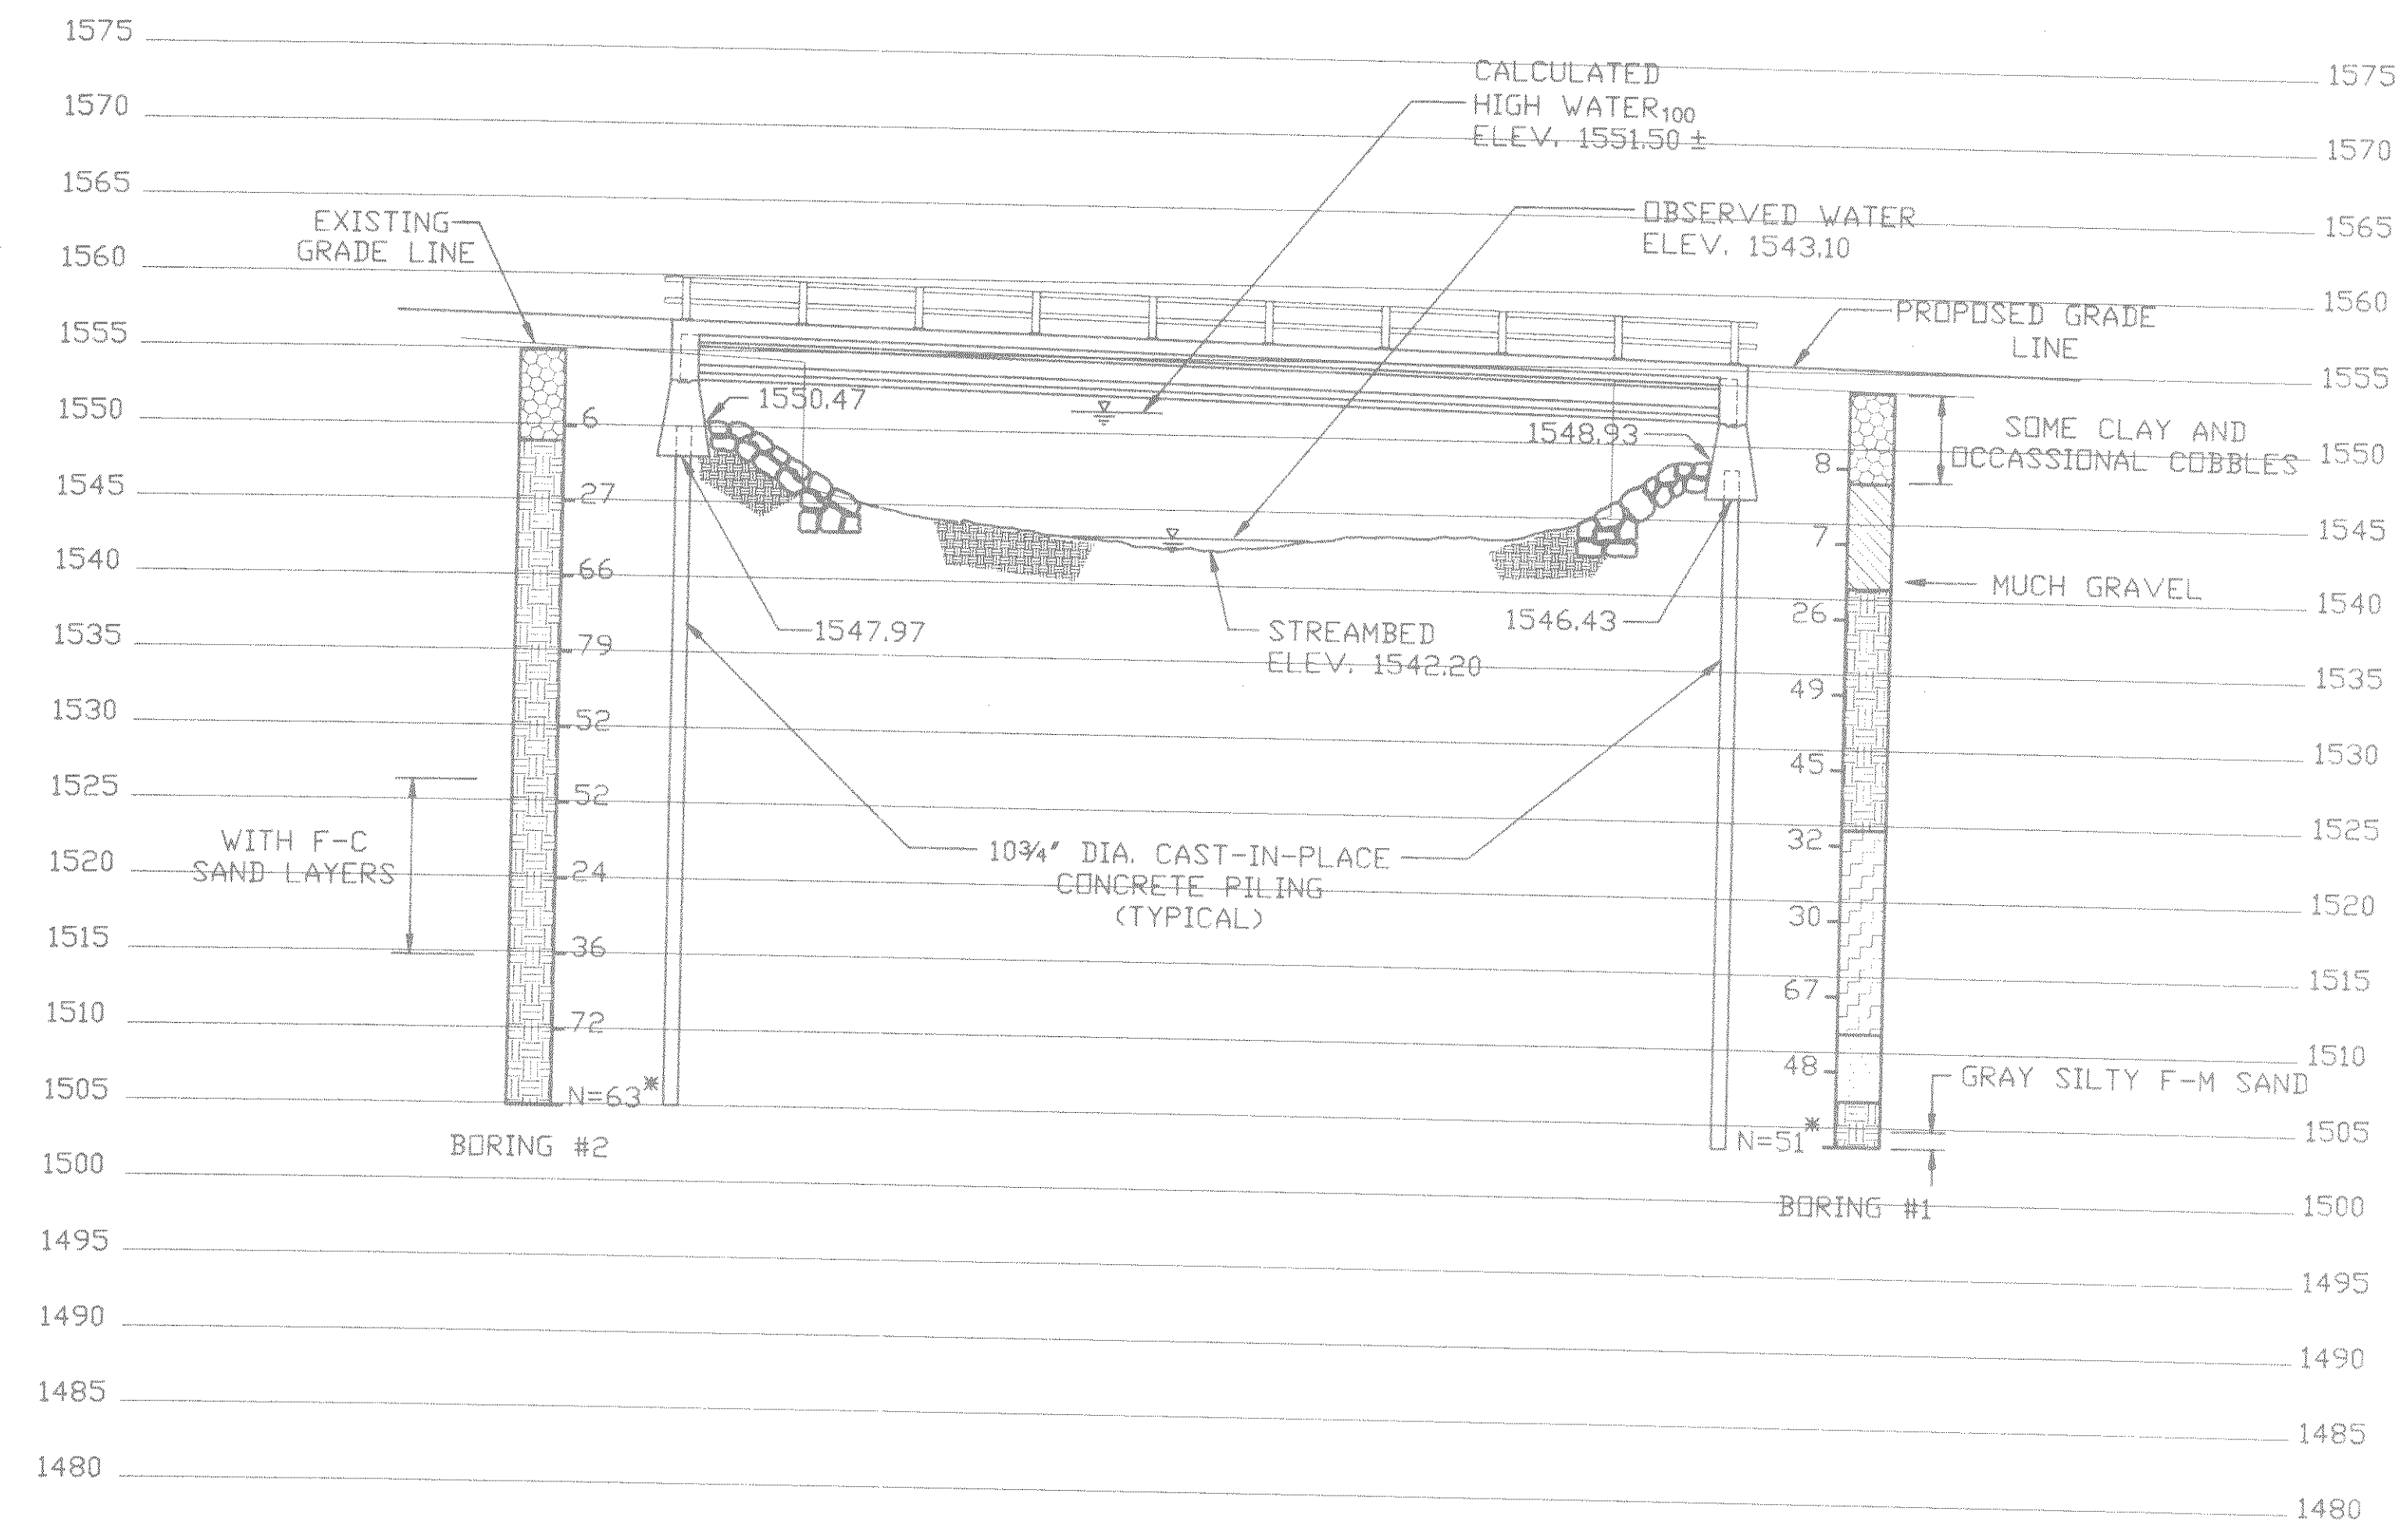 1575
1575
CALCULATED
HIGH WATER100
ELEV. 1551.50 ±
1570
1570
1565
1565
EXISTING
GRADE LINE
OBSERVED WATER
ELEV. 1543.10
1560
1560
PROPOSED GRADE
LINE
1555
1555
1550
6
1550.47
1548.93
8
SOME CLAY AND
OCCASSIONAL COBBLES
1550
1545
27
7
1545
1540
66
MUCH GRAVEL
1540
1535
79
1547.97
STREAMBED
ELEV. 1542.20
1546.43
26
1535
1530
52
49
1530
1525
52
45
1525
WITH F-C
SAND LAYERS
10¾" DIA. CAST-IN-PLACE
CONCRETE PILING
(TYPICAL)
1520
24
32
1520
1515
36
30
1515
1510
72
67
1510
1505
N=63*
48
GRAY SILTY F-M SAND
1505
BORING #2
N=51*
1500
BORING #1
1500
1495
1495
1490
1490
1485
1485
1480
1480